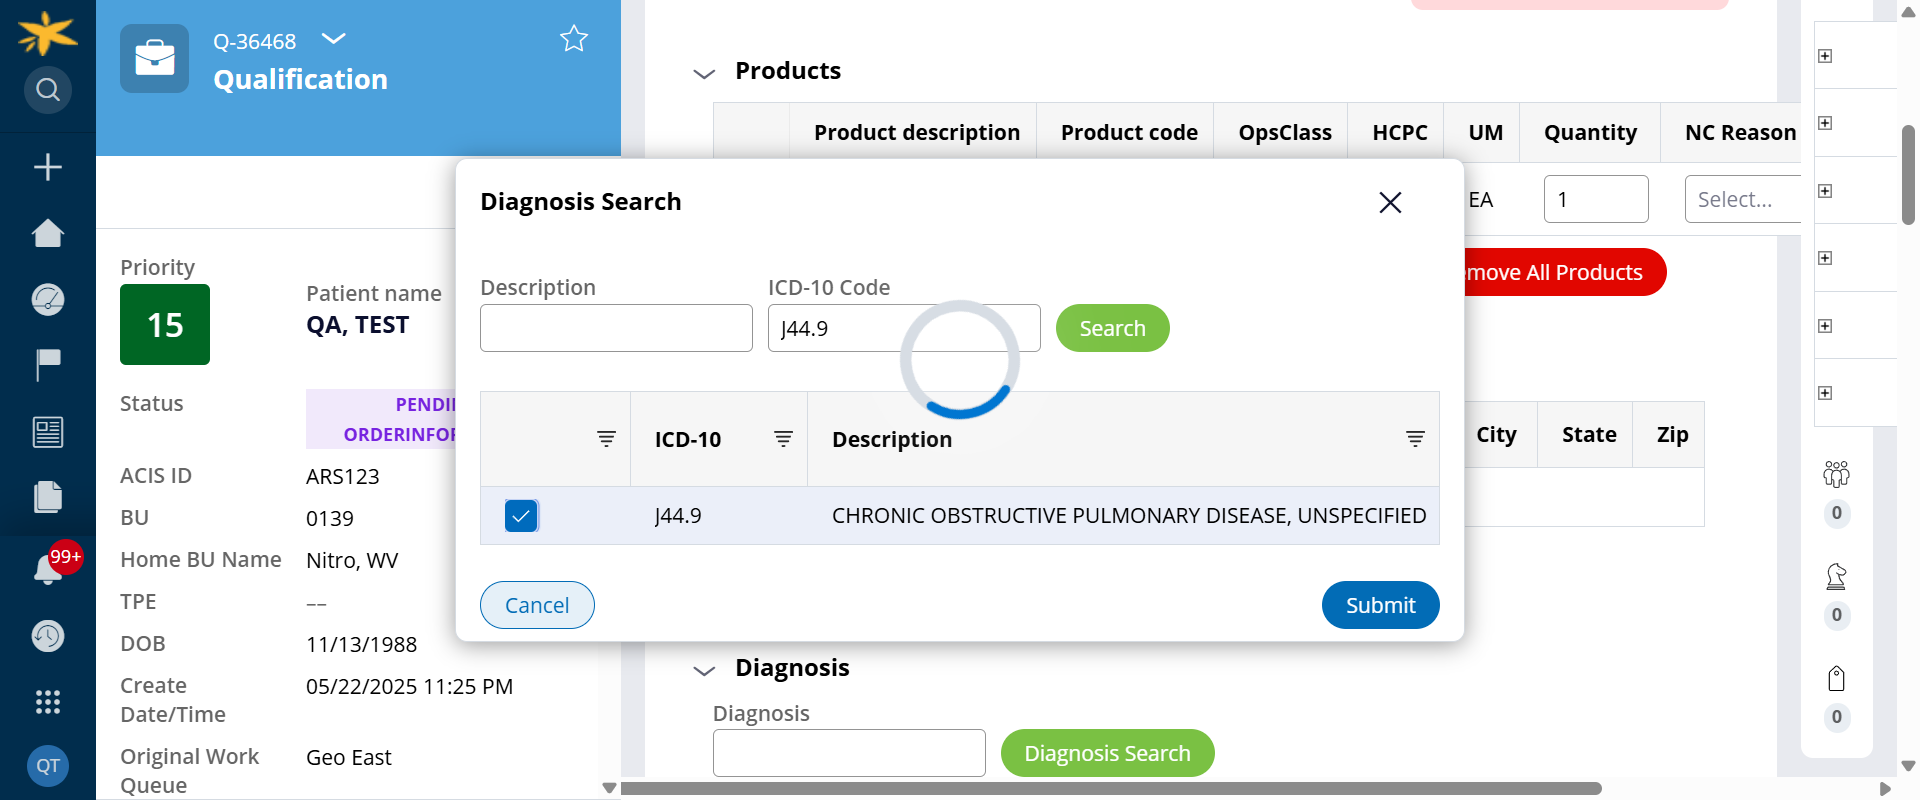 Q-36468
Qualification
Products
Product description
Product code
OpsClass
HCPC
UM
Quantity
NC Reason
EA
1
Select...
emove All Products
Diagnosis Search
Description
ICD-10 Code
J44.9
Search
ICD-10
Description
J44.9
CHRONIC OBSTRUCTIVE PULMONARY DISEASE, UNSPECIFIED
Cancel
Submit
Priority
15
Patient name
QA, TEST
Status
PENDI
ORDERINFOR
ACIS ID
ARS123
BU
0139
Home BU Name
Nitro, WV
TPE
––
DOB
11/13/1988
Create
Date/Time
05/22/2025 11:25 PM
Original Work
Queue
Geo East
City
State
Zip
Diagnosis
Diagnosis
Diagnosis Search
99+
QT
0
0
0